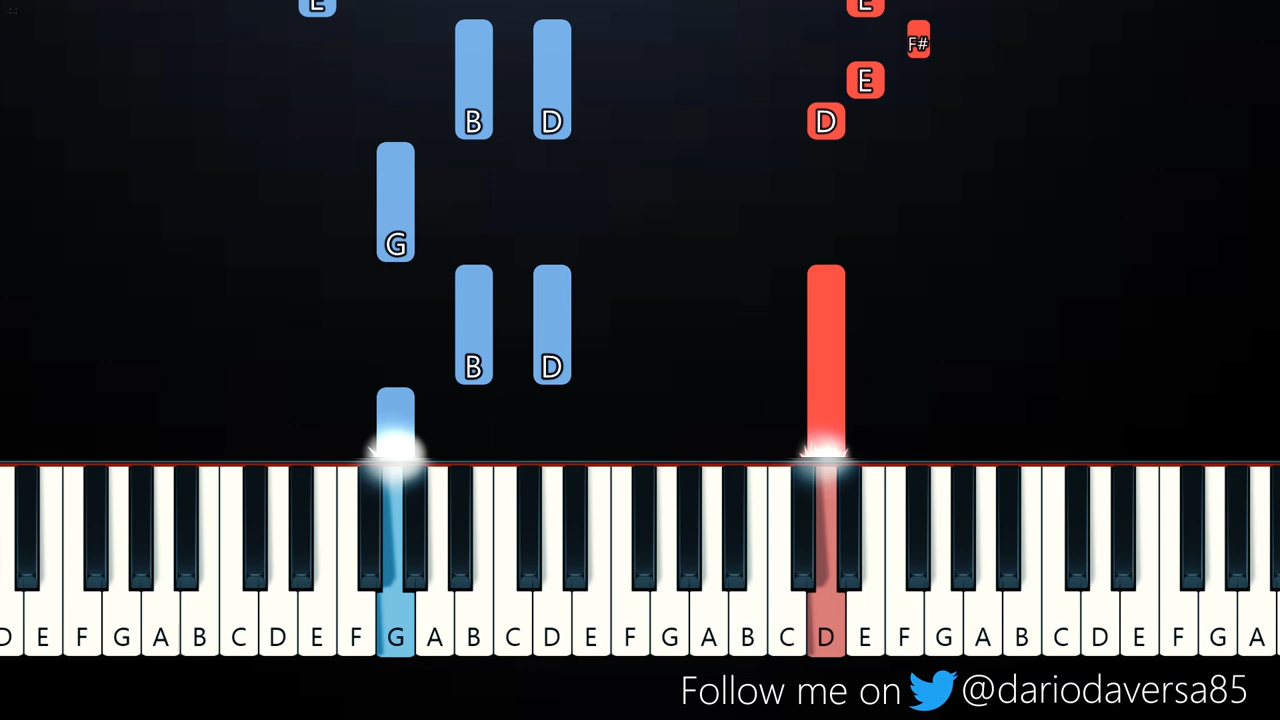 E E
F#
E
B D D
G
B D
D E F G A B C D E F G A B C D E F G A B C D E F G A B C D E F G A
Follow me on @dariodaversa85